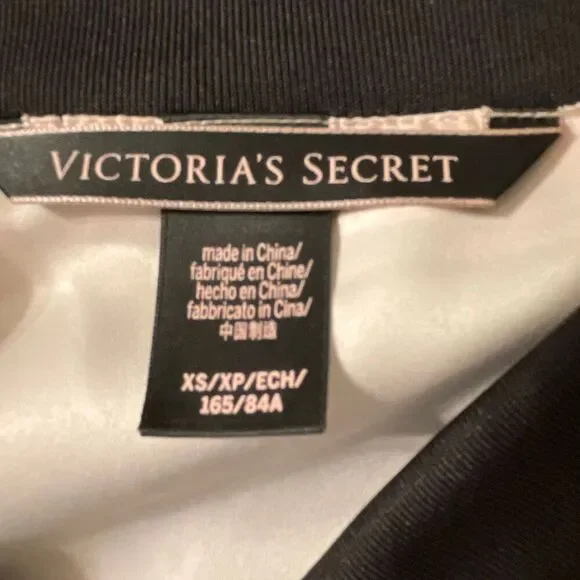 VICTORIA'S SECRET
made in China/
fabriqué en Chine/
hecho en China/
fabbricato in Cina/
中国制造
XS/XP/ECH/
165/84A